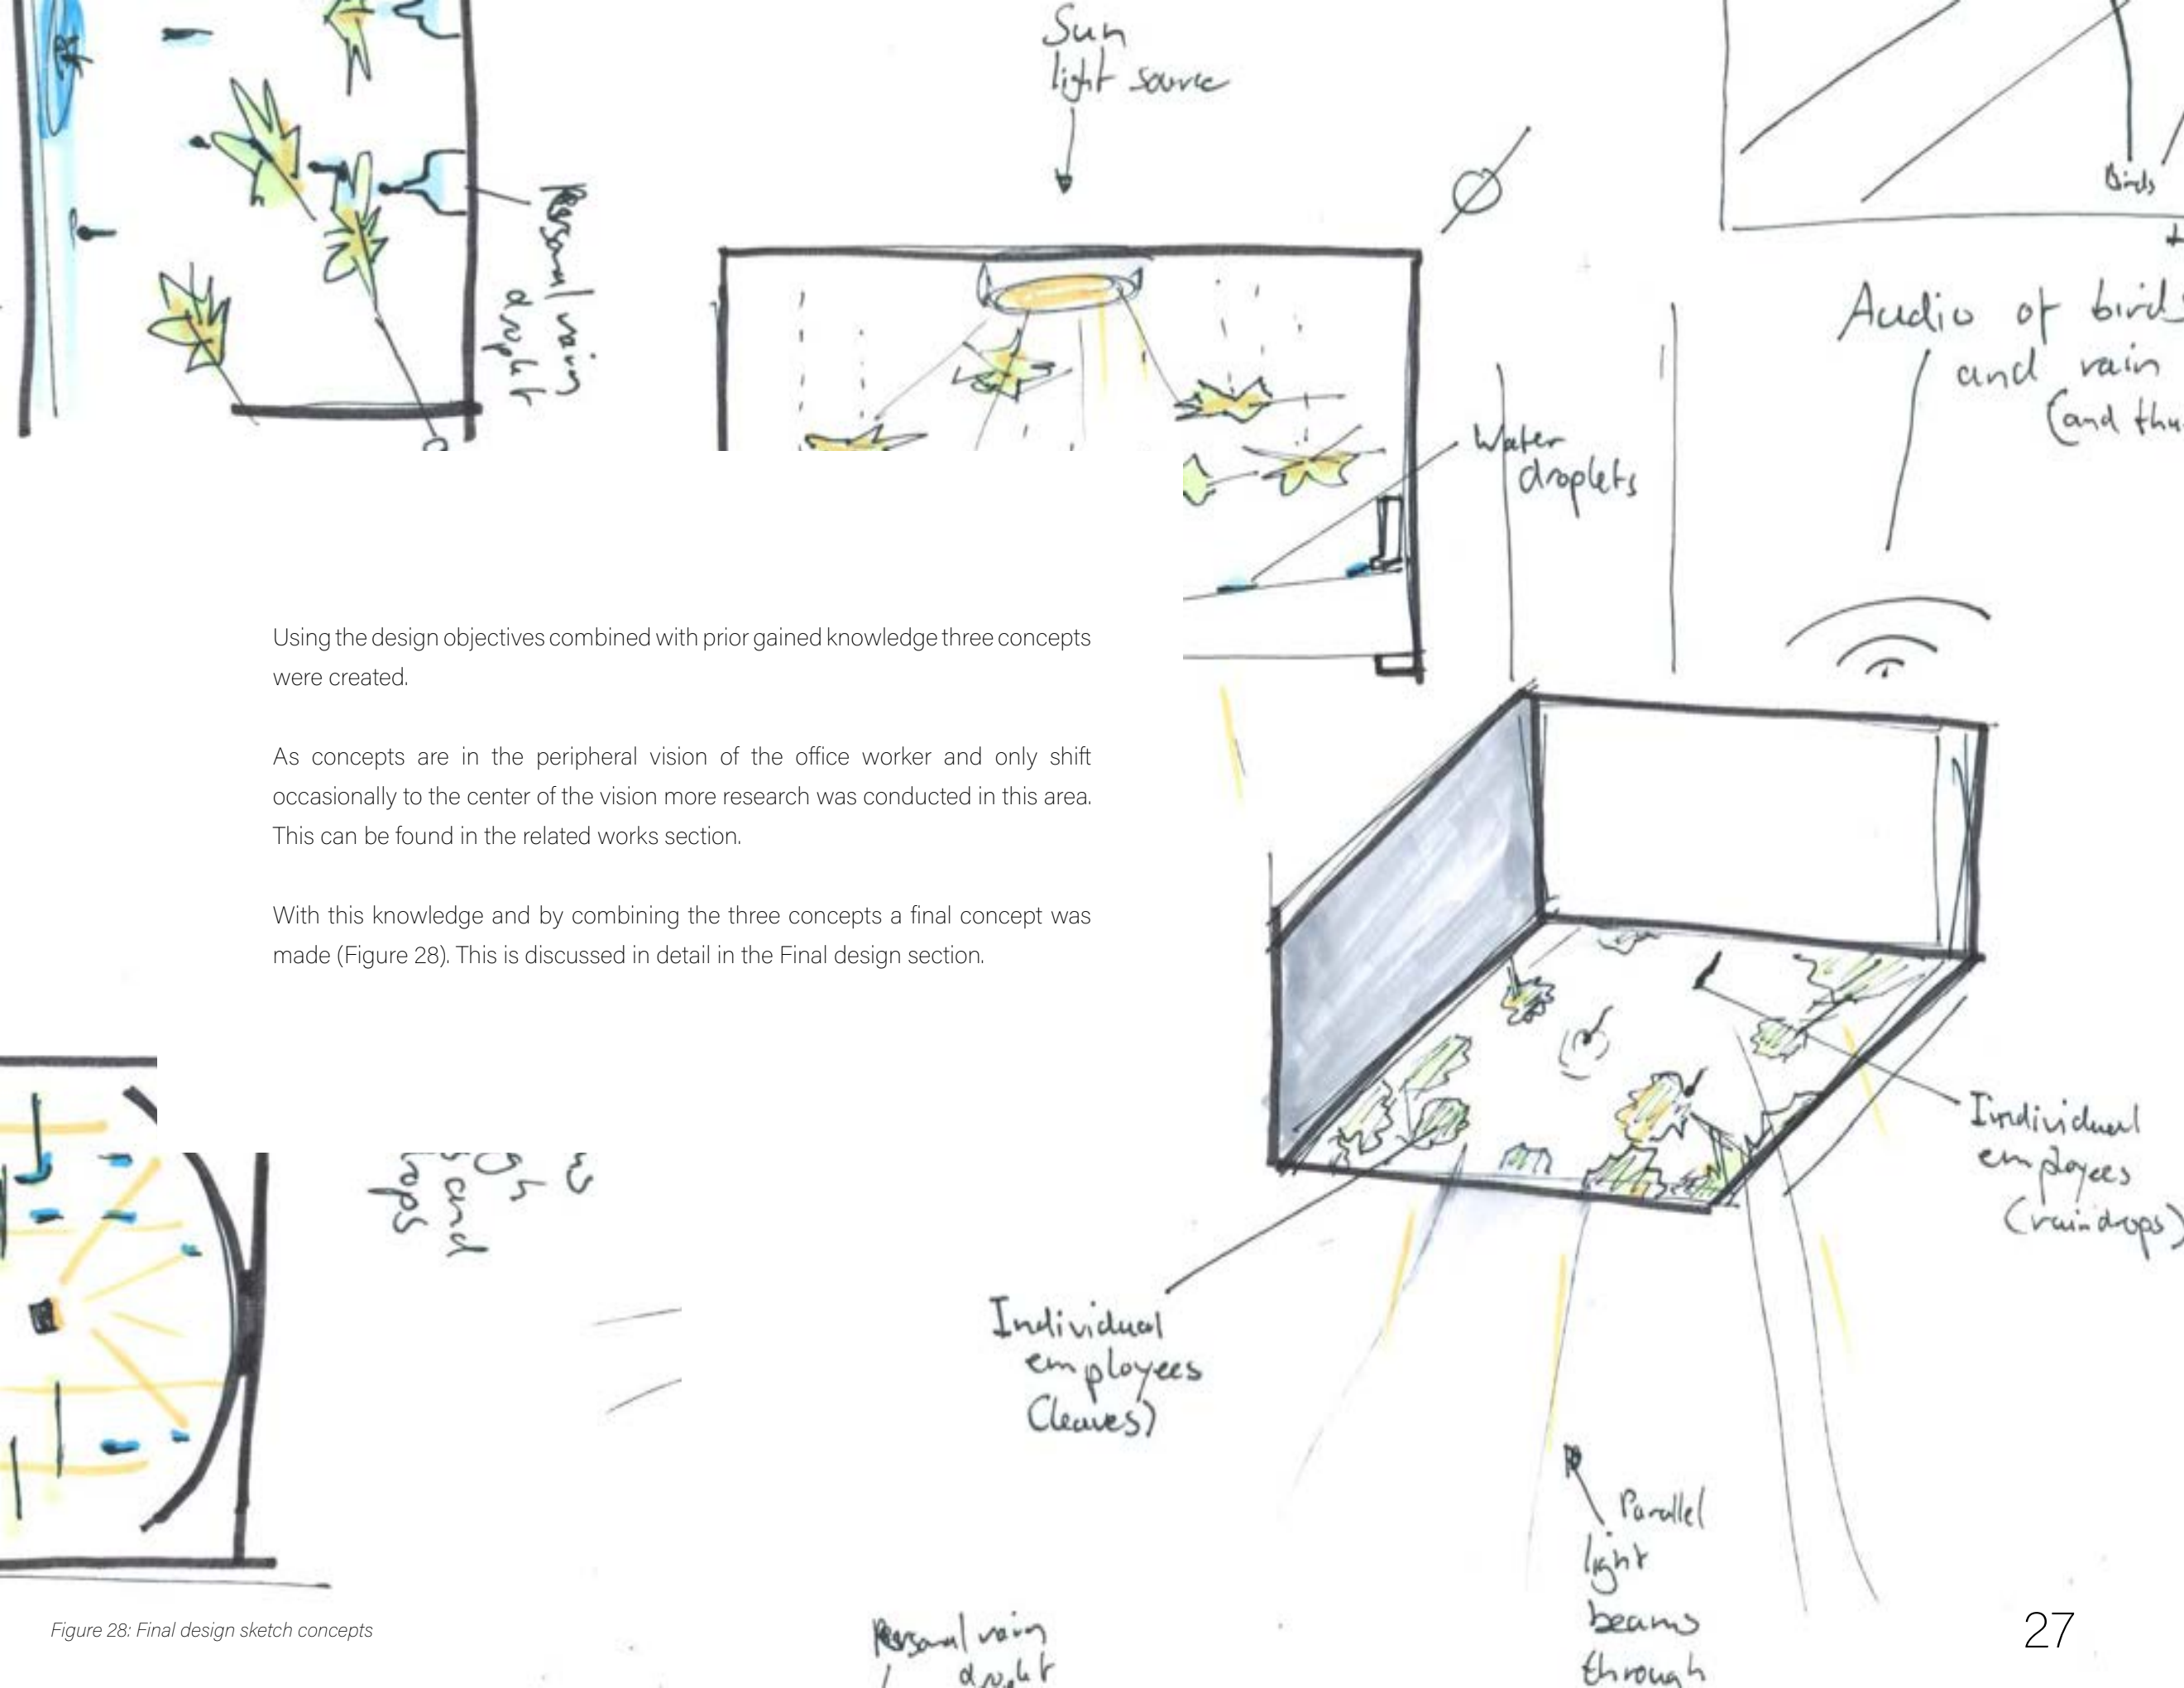 Sun
light source
Personal rain
droplet
Birds
Audio of birds
and rain
(and
Water
droplets
Using the design objectives combined with prior gained knowledge three concepts
were created.
As concepts are in the peripheral vision of the office worker and only shift
occasionally to the center of the vision more research was conducted in this area.
This can be found in the related works section.
With this knowledge and by combining the three concepts a final concept was
made (Figure 28). This is discussed in detail in the Final design section.
and
Individual
employees
(raindrops)
Individual
employees
(leaves)
Parallel
light
beams
through
Personal rain
Figure 28: Final design sketch concepts
27